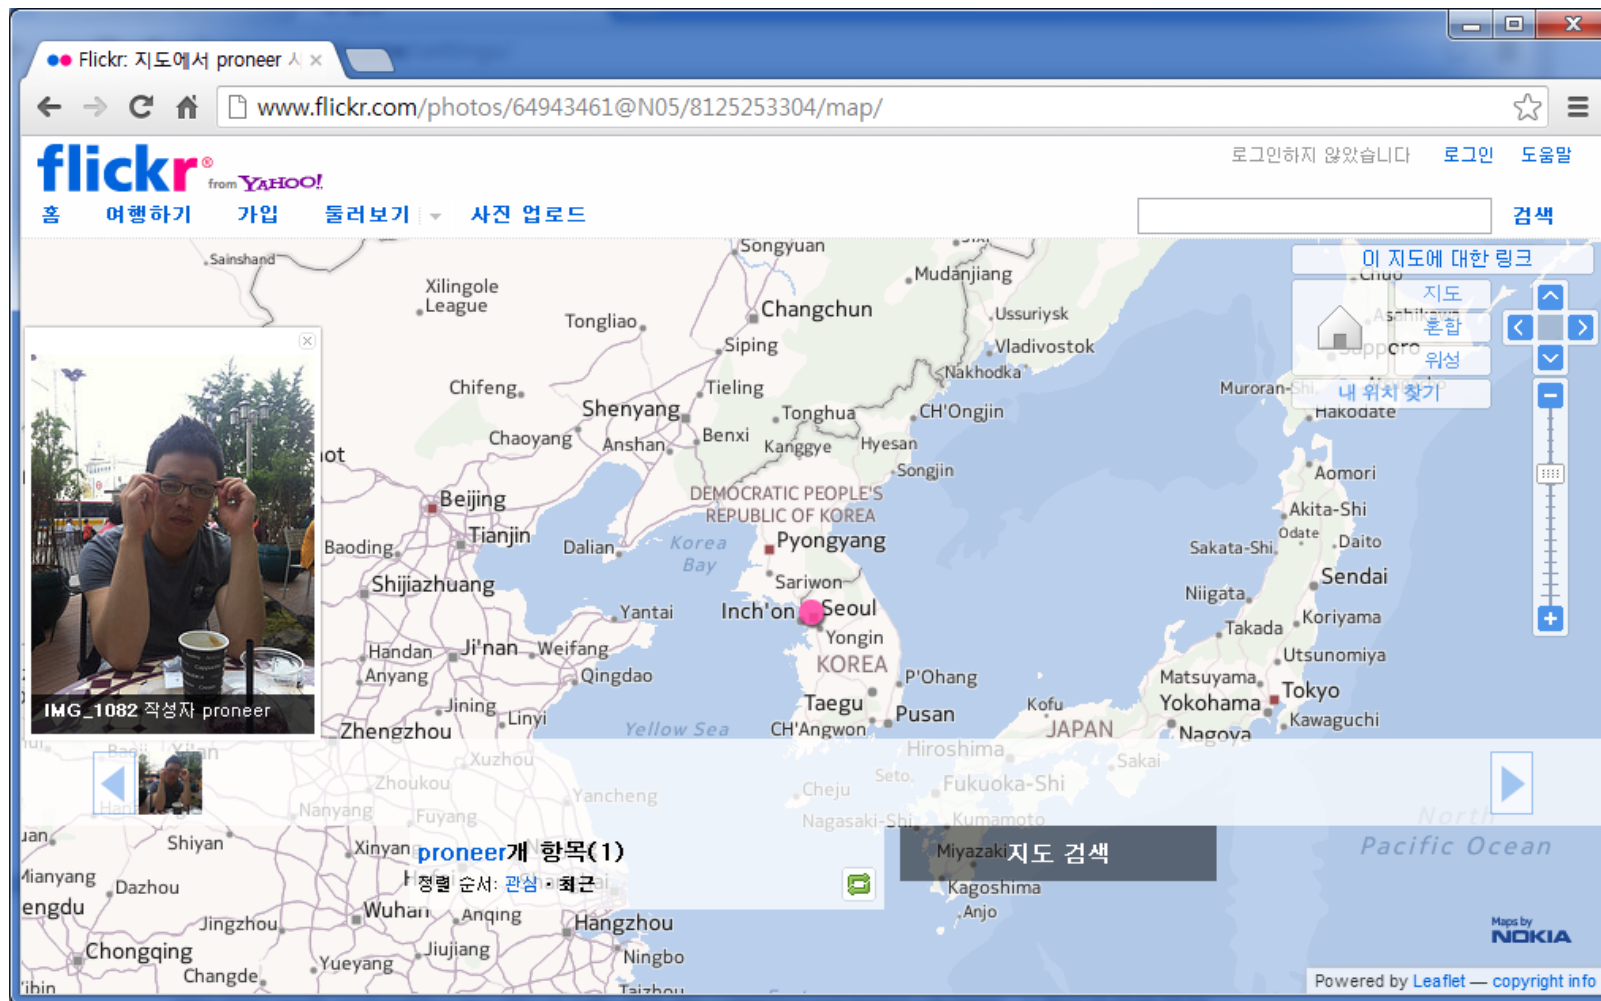 Flickr: 지도에서 proneer 사
www.flickr.com/photos/64943461@N05/8125253304/map/
flickr® from YAHOO!
로그인하지 않았습니다 로그인 도움말
홈 여행하기 가입 둘러보기 사진 업로드
검색
이 지도에 대한 링크
지도
혼합
위성
내 위치 찾기
Songyuan
Sainshand
Mudanjiang
Chuo
Xilingole
League
Changchun
Tongliao
Ussuriysk
Siping
Vladivostok
Sapporo
Nakhodka
Chifeng
Tieling
Muroran-Shi
Shenyang
Tonghua
CH'Ongjin
Hakodate
Chaoyang
Anshan
Benxi
Kanggye
Hyesan
Songjin
Aomori
Beijing
DEMOCRATIC PEOPLE'S
REPUBLIC OF KOREA
Akita-Shi
Tianjin
Odate
Daito
Baoding
Dalian
Korea
Bay
Pyongyang
Sakata-Shi
Shijiazhuang
Sariwon
Sendai
Yantai
Inch'on
Seoul
Niigata
Koriyama
Yongin
Takada
Handan
Ji'nan
Weifang
KOREA
Utsunomiya
Anyang
Qingdao
P'Ohang
Matsuyama
Tokyo
Jining
Linyi
Taegu
Pusan
Kofu
Yokohama
Kawaguchi
IMG_1082 작성자 proneer
Zhengzhou
Yellow Sea
CH'Angwon
JAPAN
Nagoya
Hiroshima
Sakai
Xuzhou
Zhoukou
Yancheng
Cheju
Seto
Fukuoka-Shi
Nanyang
Fuyang
Nagasaki-Shi
Kumamoto
North
Pacific Ocean
Shiyan
Xinyang
proneer개 항목(1)
Miyazaki
지도 검색
정렬 순서: 관심 • 최근
Mianyang
Dazhou
Kagoshima
engdu
Jingzhou
Wuhan
Anqing
Hangzhou
Anjo
Chongqing
Jiujiang
Ningbo
Changde
Yueyang
Taizhou
Maps by
NOKIA
Powered by Leaflet — copyright info